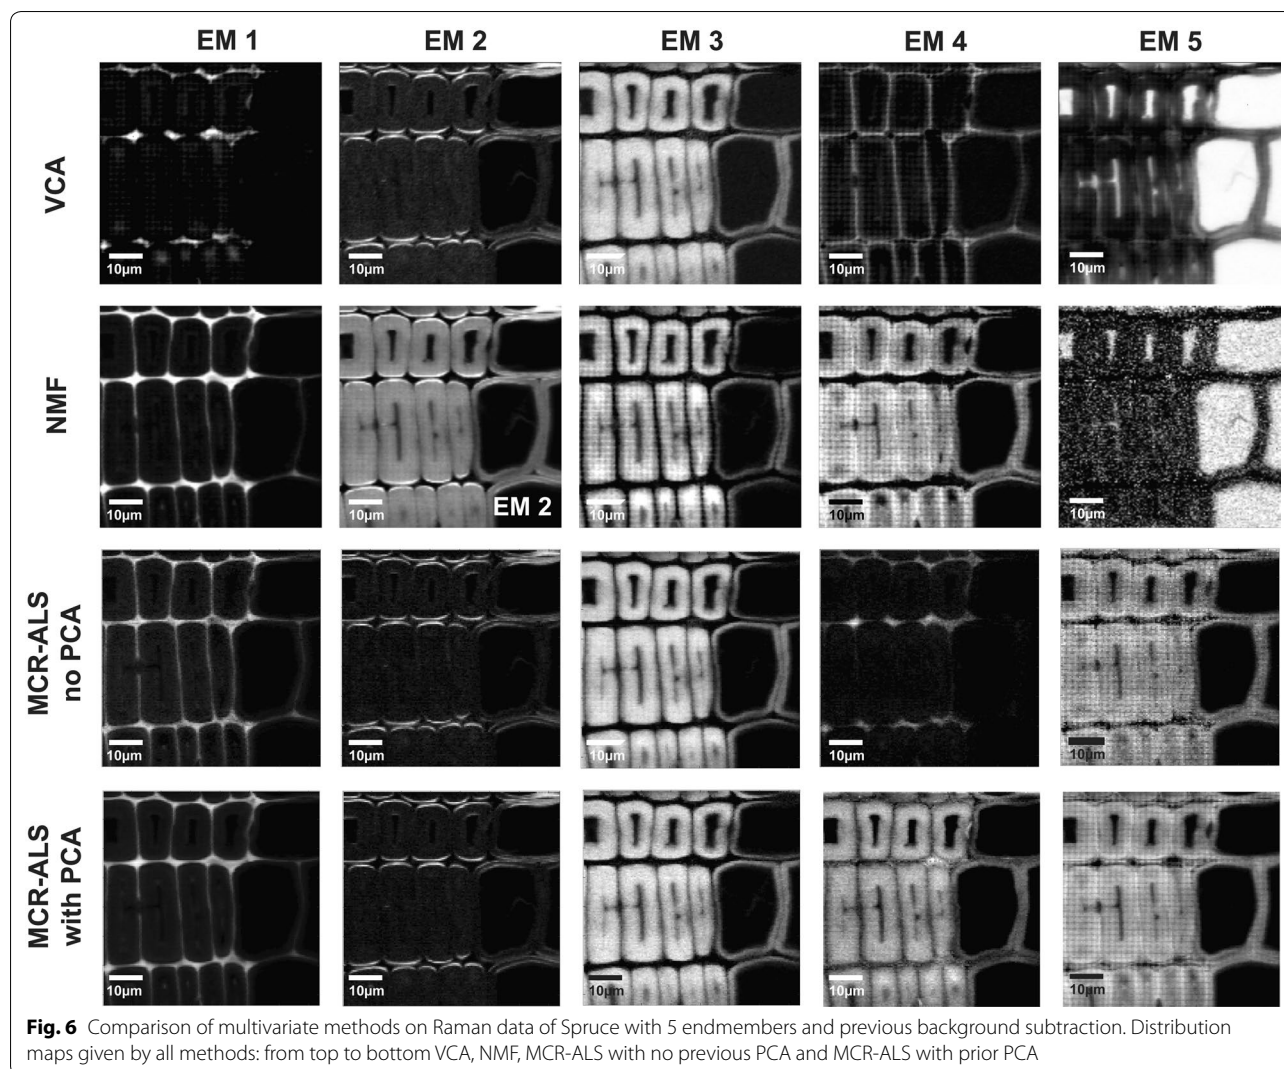 EM 1 EM 2 EM 3 EM 4 EM 5
VCA
10µm 10µm 10µm 10µm 10µm
NMF
EM 2
10µm 10µm 10µm 10µm 10µm
MCR-ALS
no PCA
10µm 10µm 10µm 10µm 10µm
MCR-ALS
with PCA
10µm 10µm 10µm 10µm 10µm
Fig. 6 Comparison of multivariate methods on Raman data of Spruce with 5 endmembers and previous background subtraction. Distribution
maps given by all methods: from top to bottom VCA, NMF, MCR-ALS with no previous PCA and MCR-ALS with prior PCA